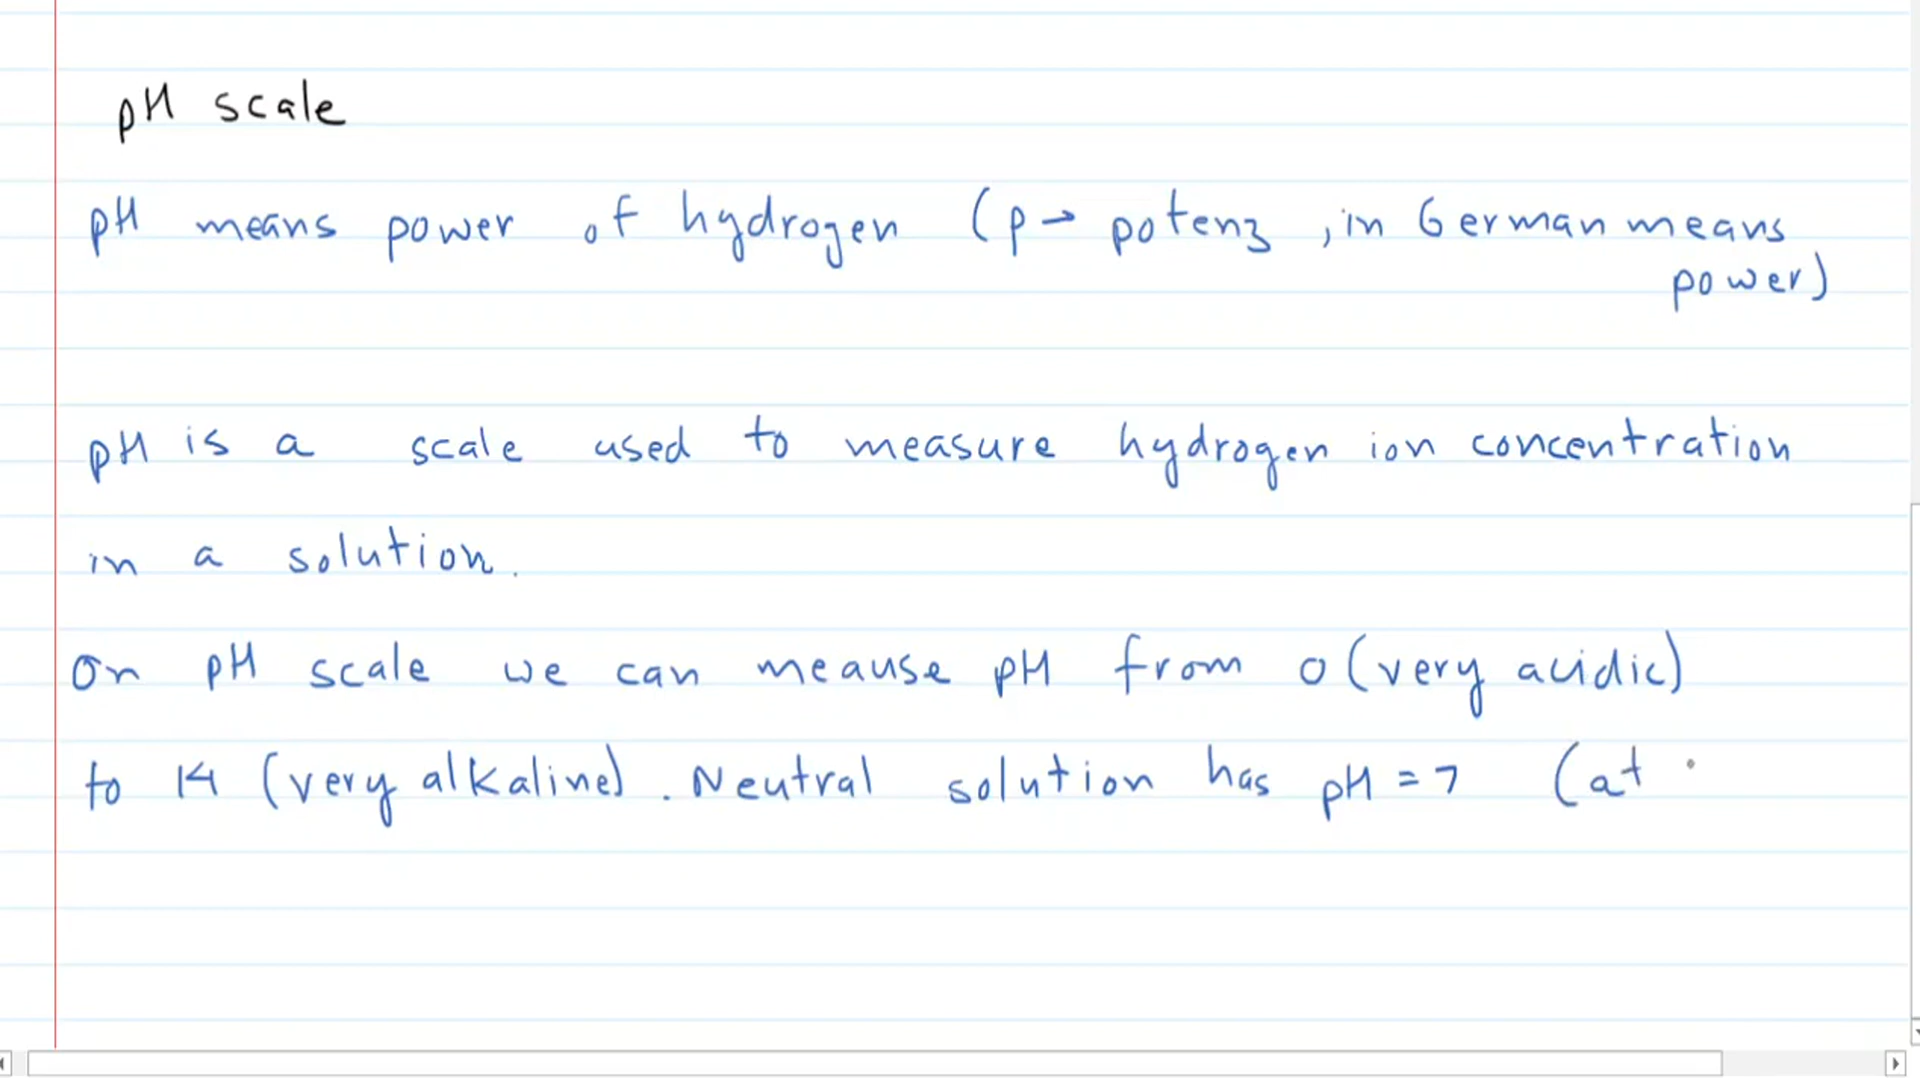 pH scale
pH means power of hydrogen (p → potenz, in German means
power)
pH is a scale used to measure hydrogen ion concentration
in a solution.
On pH scale we can meause pH from 0 (very acidic)
to 14 (very alkaline). Neutral solution has pH = 7 (at